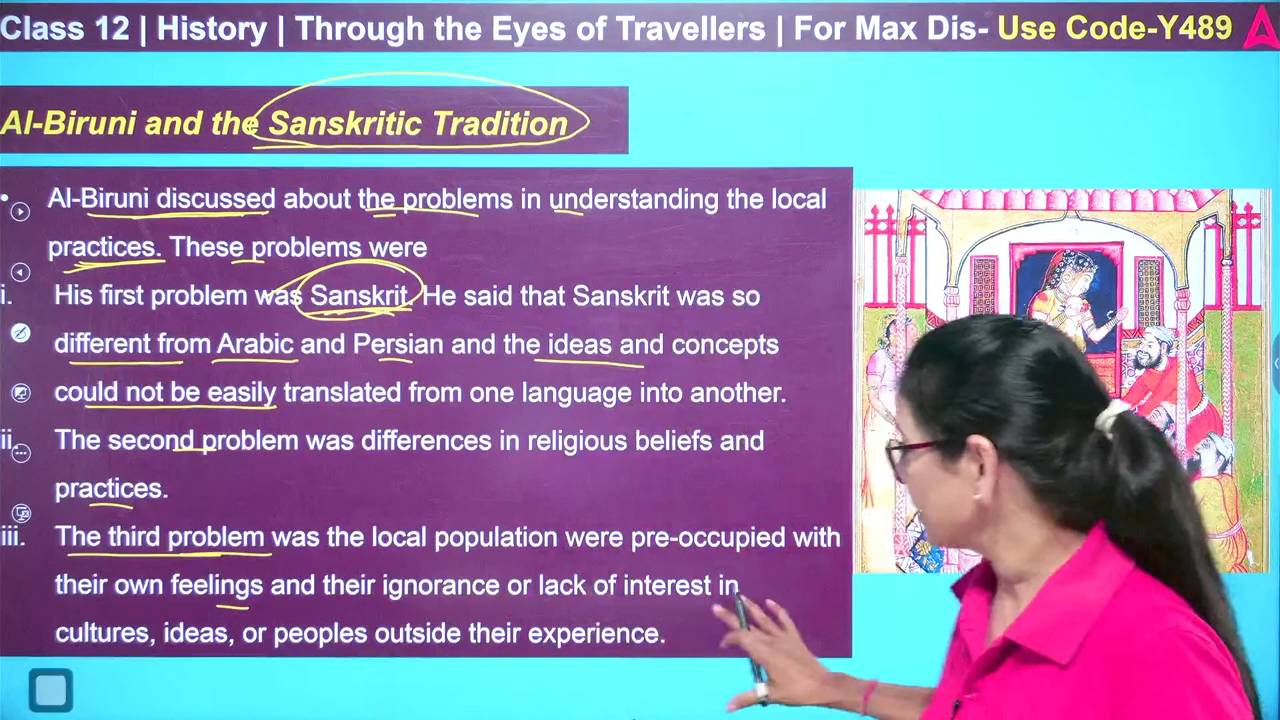 Class 12 | History | Through the Eyes of Travellers | For Max Dis- Use Code-Y489
Al-Biruni and the Sanskritic Tradition
• Al-Biruni discussed about the problems in understanding the local
practices. These problems were
i. His first problem was Sanskrit. He said that Sanskrit was so
different from Arabic and Persian and the ideas and concepts
could not be easily translated from one language into another.
ii. The second problem was differences in religious beliefs and
practices.
iii. The third problem was the local population were pre-occupied with
their own feelings and their ignorance or lack of interest in
cultures, ideas, or peoples outside their experience.